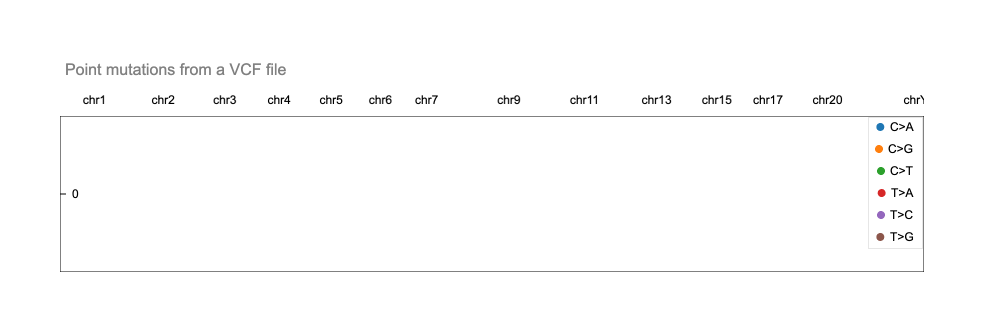 Point mutations from a VCF file
chr1 chr2 chr3 chr4 chr5 chr6 chr7 chr9 chr11 chr13 chr15 chr17 chr20
C>A
C>G
C>T
0
T>A
T>C
T>G